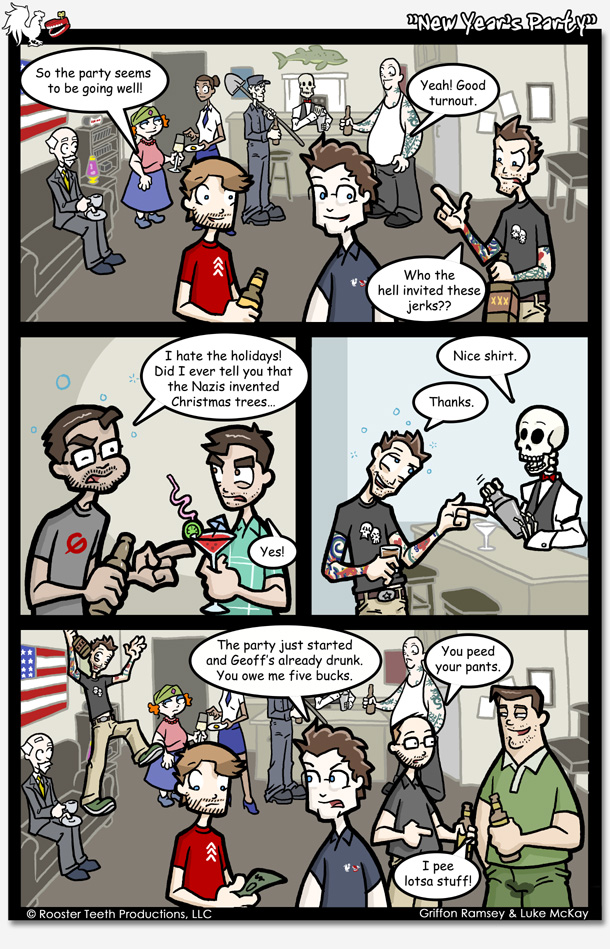 "New Year's Party"
So the party seems
to be going well!
Yeah! Good
turnout.
Who the
hell invited these
jerks??
XXX
I hate the holidays!
Did I ever tell you that
the Nazis invented
Christmas trees...
Yes!
Nice shirt.
Thanks.
The party just started
and Geoff's already drunk.
You owe me five bucks.
You peed
your pants.
I pee
lotsa stuff!
© Rooster Teeth Productions, LLC
Griffon Ramsey & Luke McKay